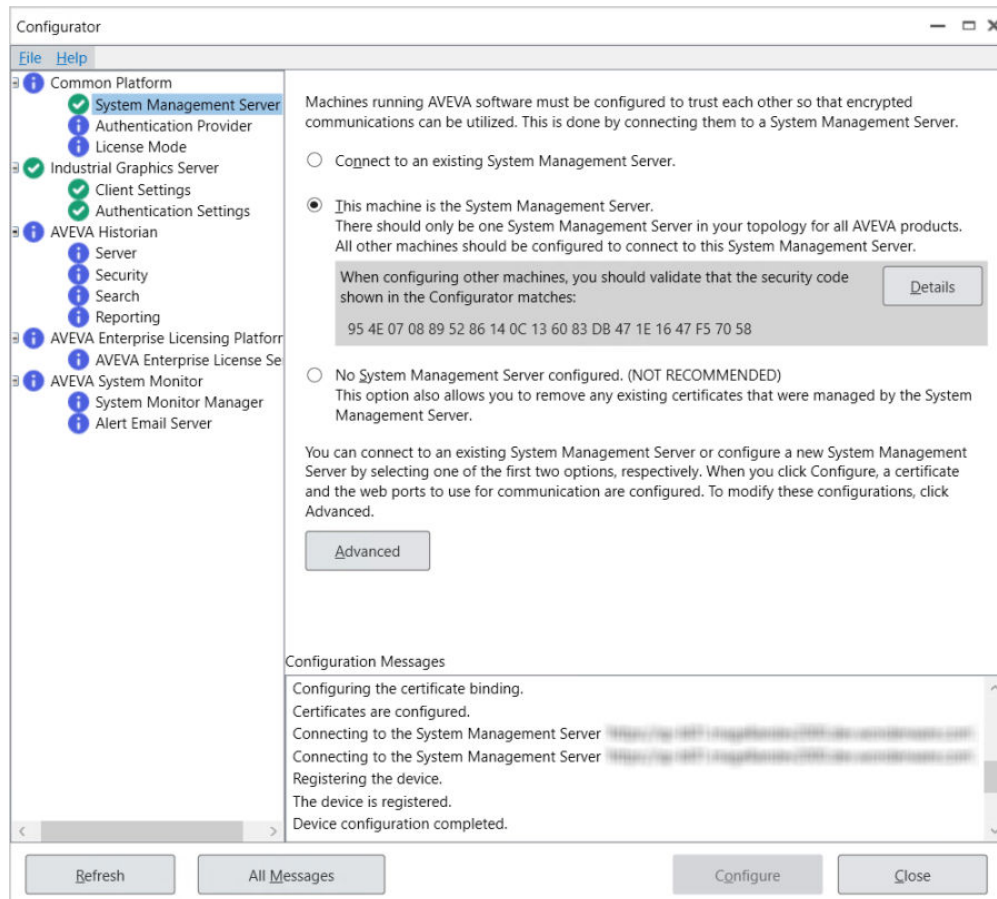 Configurator
File Help
Common Platform
System Management Server
Authentication Provider
License Mode
Industrial Graphics Server
Client Settings
Authentication Settings
AVEVA Historian
Server
Security
Search
Reporting
AVEVA Enterprise Licensing Platforr
AVEVA Enterprise License Se
AVEVA System Monitor
System Monitor Manager
Alert Email Server
Machines running AVEVA software must be configured to trust each other so that encrypted
communications can be utilized. This is done by connecting them to a System Management Server.
Connect to an existing System Management Server.
This machine is the System Management Server.
There should only be one System Management Server in your topology for all AVEVA products.
All other machines should be configured to connect to this System Management Server.
When configuring other machines, you should validate that the security code
shown in the Configurator matches:
Details
95 4E 07 08 89 52 86 14 0C 13 60 83 DB 47 1E 16 47 F5 70 58
No System Management Server configured. (NOT RECOMMENDED)
This option also allows you to remove any existing certificates that were managed by the System
Management Server.
You can connect to an existing System Management Server or configure a new System Management
Server by selecting one of the first two options, respectively. When you click Configure, a certificate
and the web ports to use for communication are configured. To modify these configurations, click
Advanced.
Advanced
Configuration Messages
Configuring the certificate binding.
Certificates are configured.
Connecting to the System Management Server
Connecting to the System Management Server
Registering the device.
The device is registered.
Device configuration completed.
Refresh
All Messages
Configure
Close